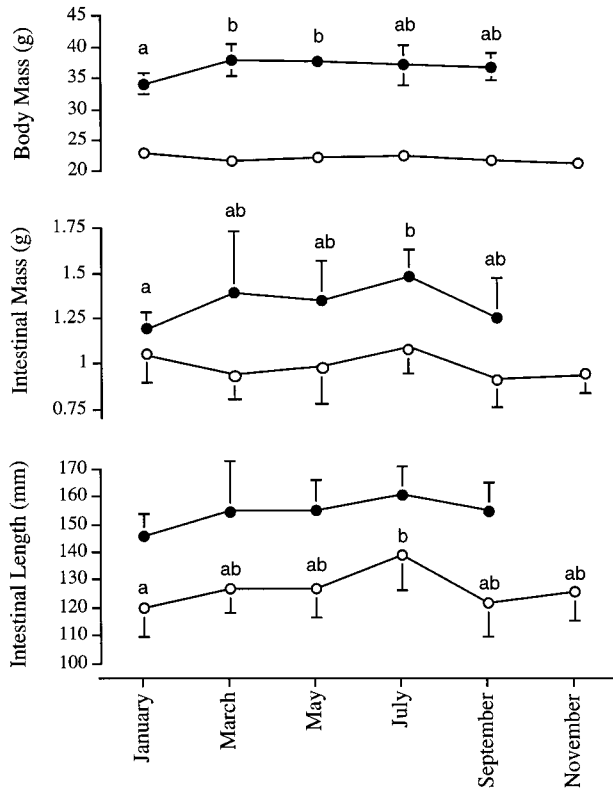 Body Mass (g)
45
40
35
30
25
20
a
b
b
ab
ab
Intestinal Mass (g)
1.75
1.5
1.25
1
0.75
a
ab
ab
b
ab
Intestinal Length (mm)
170
160
150
140
130
120
110
100
a
ab
ab
b
ab
ab
January
March
May
July
September
November